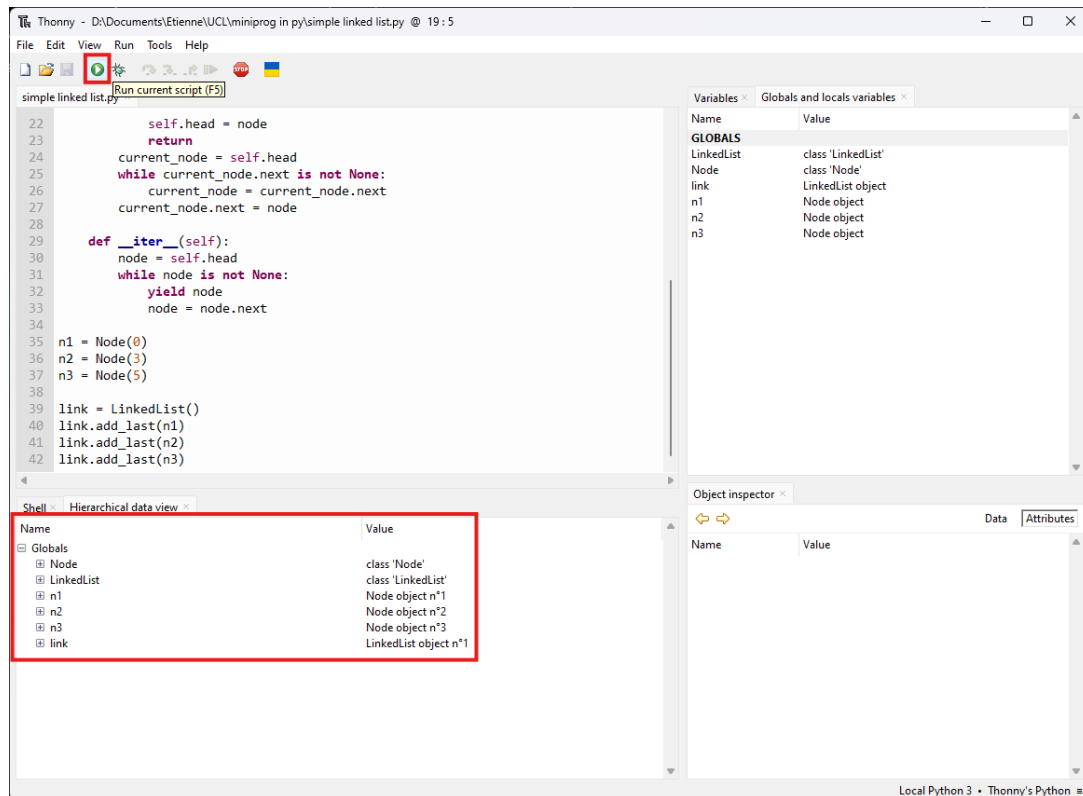 Thonny - D:\Documents\Etienne\UCL\miniprog in py\simple linked list.py @ 19 : 5
File Edit View Run Tools Help
STOP
Run current script (F5)
simple linked list.py
22 self.head = node
23 return
24 current_node = self.head
25 while current_node.next is not None:
26 current_node = current_node.next
27 current_node.next = node
28
29 def __iter__(self):
30 node = self.head
31 while node is not None:
32 yield node
33 node = node.next
34
35 n1 = Node(0)
36 n2 = Node(3)
37 n3 = Node(5)
38
39 link = LinkedList()
40 link.add_last(n1)
41 link.add_last(n2)
42 link.add_last(n3)
Variables × Globals and locals variables ×
Name Value
GLOBALS
LinkedList class 'LinkedList'
Node class 'Node'
link LinkedList object
n1 Node object
n2 Node object
n3 Node object
Shell × Hierarchical data view ×
Name Value
Globals
Node class 'Node'
LinkedList class 'LinkedList'
n1 Node object n°1
n2 Node object n°2
n3 Node object n°3
link LinkedList object n°1
Object inspector ×
Data Attributes
Name Value
Local Python 3 • Thonny's Python ≡